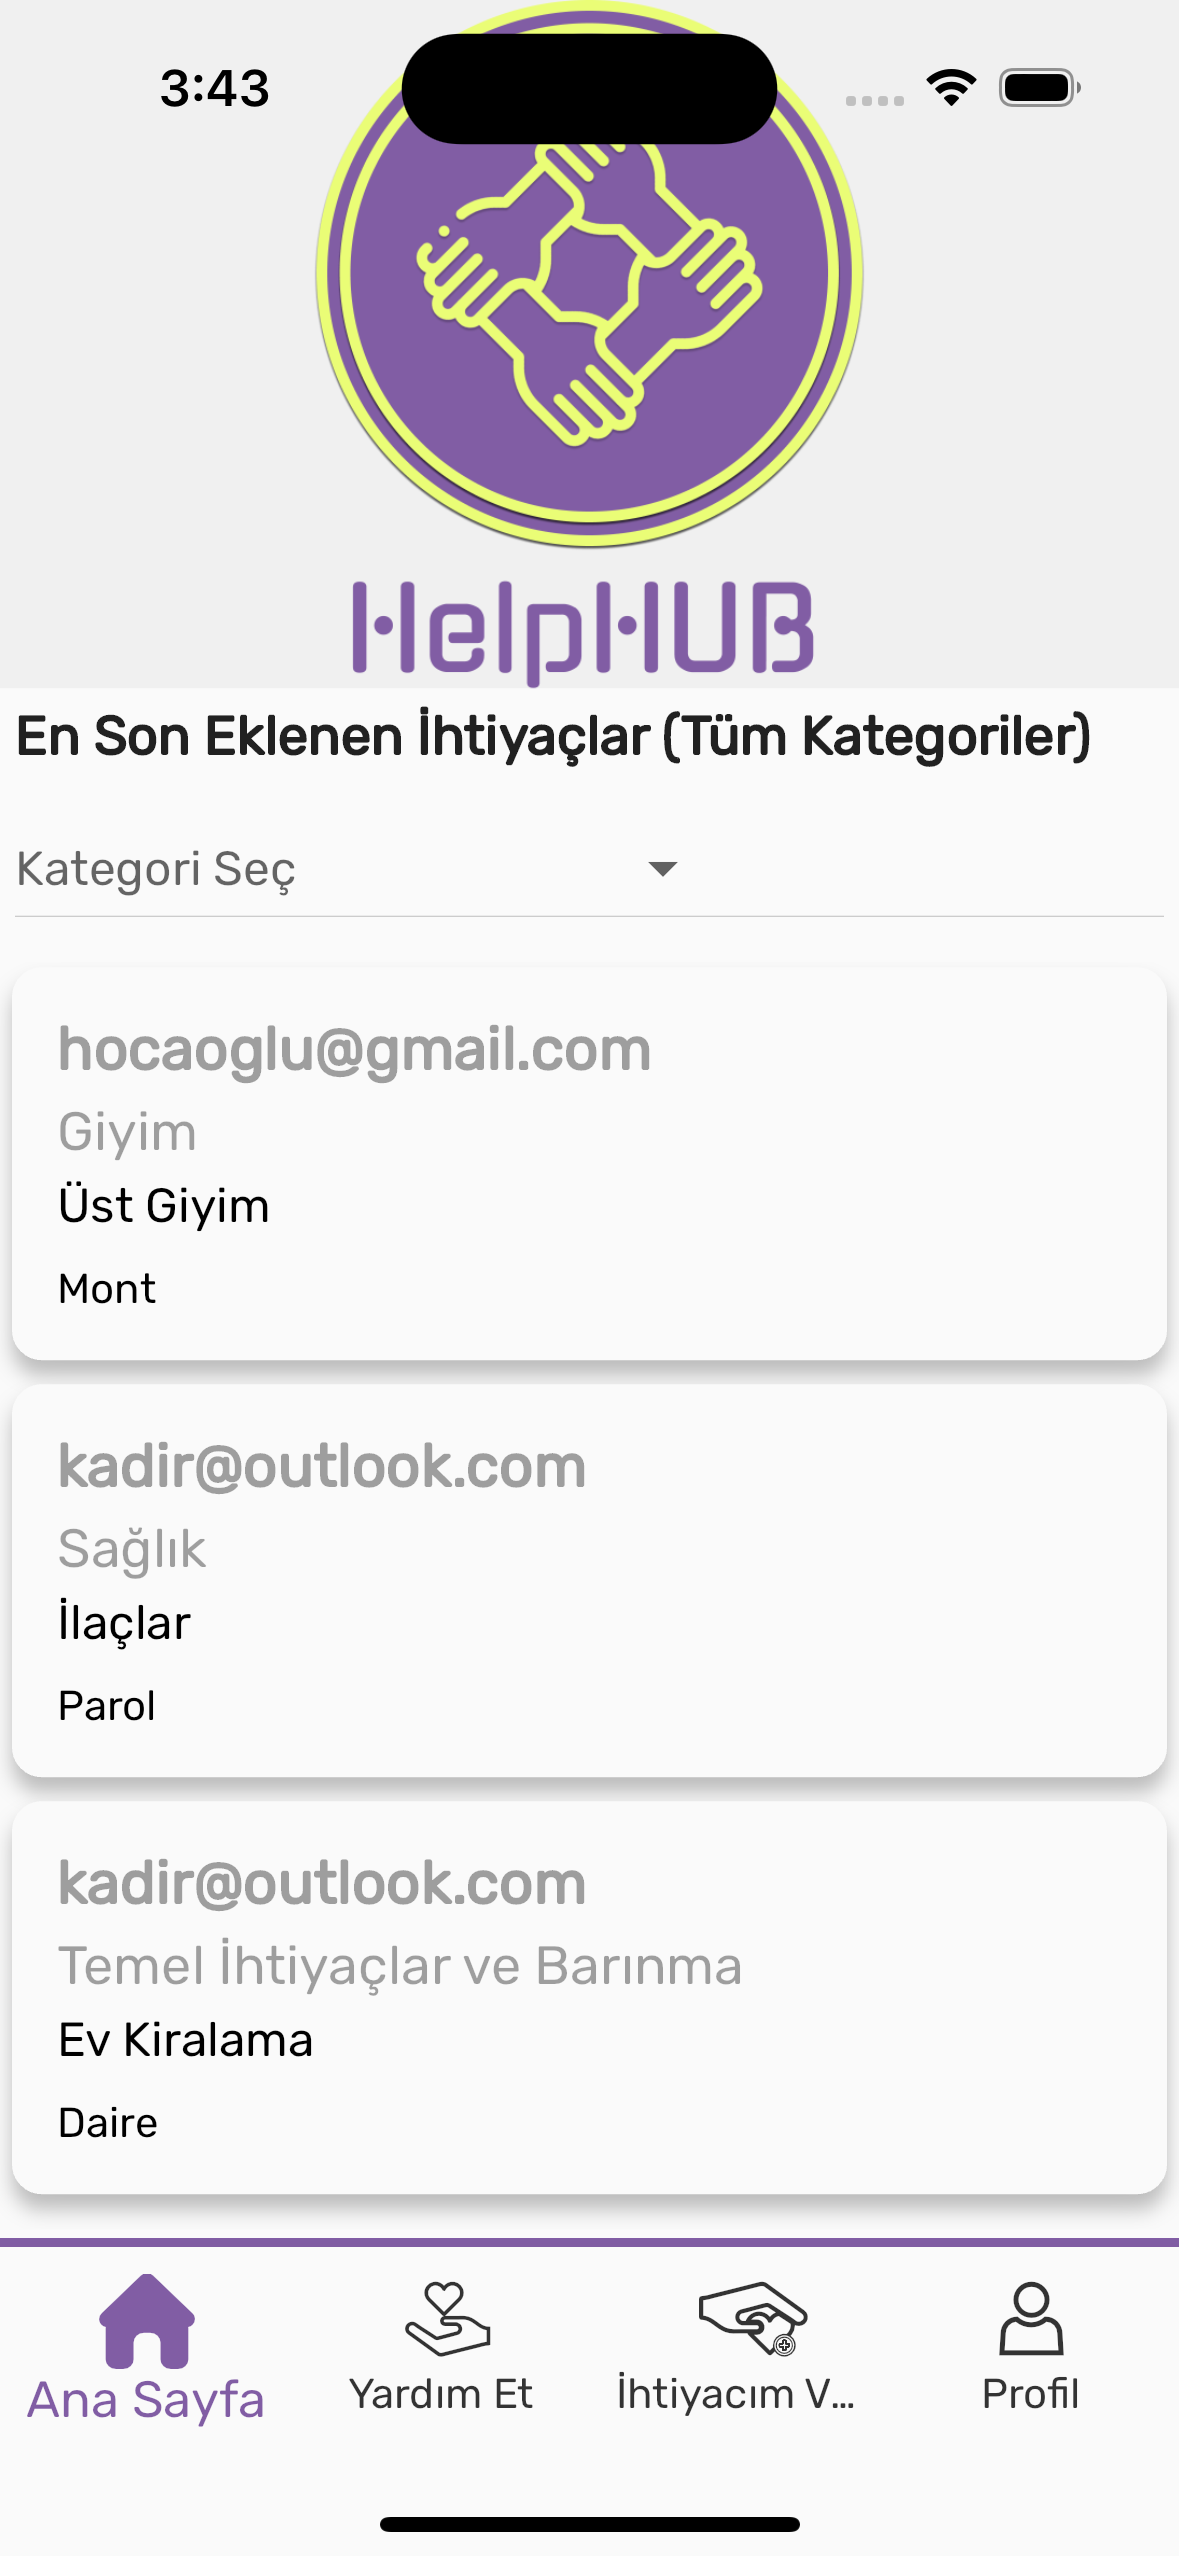 3:43
HelpHUB
En Son Eklenen İhtiyaçlar (Tüm Kategoriler)
Kategori Seç
hocaoglu@gmail.com
Giyim
Üst Giyim
Mont
kadir@outlook.com
Sağlık
İlaçlar
Parol
kadir@outlook.com
Temel İhtiyaçlar ve Barınma
Ev Kiralama
Daire
Ana Sayfa
Yardım Et
İhtiyacım V...
Profil